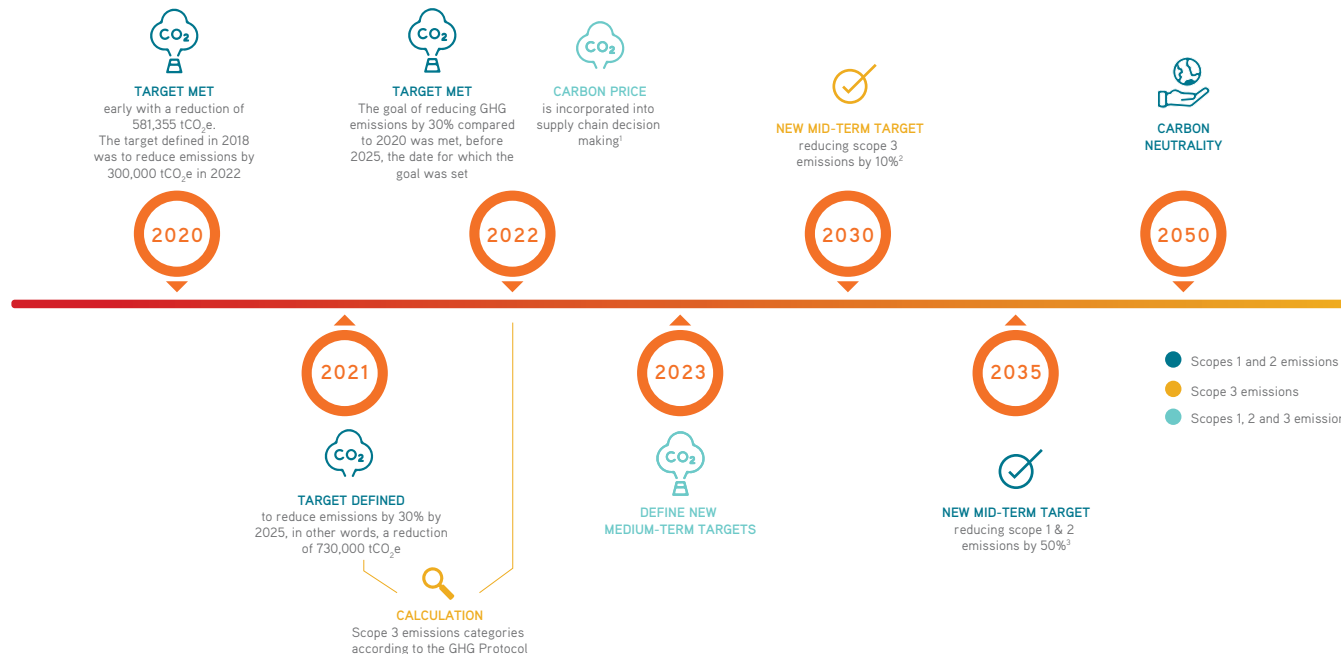 CO2
TARGET MET
early with a reduction of
581,355 tCO2e.
The target defined in 2018
was to reduce emissions by
300,000 tCO2e in 2022
2020
CO2
TARGET MET
The goal of reducing GHG
emissions by 30% compared
to 2020 was met, before
2025, the date for which the
goal was set
CO2
CARBON PRICE
is incorporated into
supply chain decision
making1
2022
NEW MID-TERM TARGET
reducing scope 3
emissions by 10%2
2030
CARBON
NEUTRALITY
2050
2021
CO2
TARGET DEFINED
to reduce emissions by 30% by
2025, in other words, a reduction
of 730,000 tCO2e
CALCULATION
Scope 3 emissions categories
according to the GHG Protocol
2023
CO2
DEFINE NEW
MEDIUM-TERM TARGETS
2035
NEW MID-TERM TARGET
reducing scope 1 & 2
emissions by 50%3
Scopes 1 and 2 emissions
Scope 3 emissions
Scopes 1, 2 and 3 emission